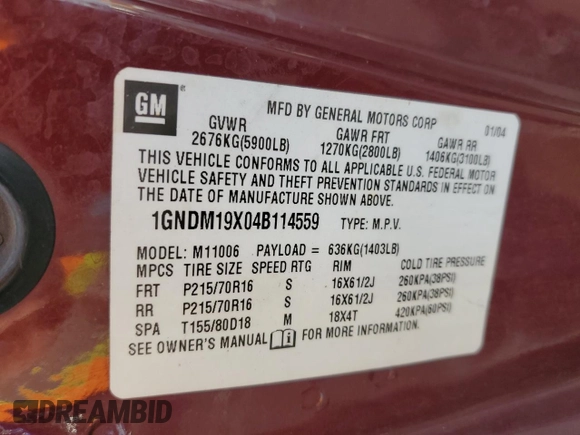 GM ®
MFD BY GENERAL MOTORS CORP 01/04
GVWR GAWR FRT GAWR RR
2676KG(5900LB) 1270KG(2800LB) 1406KG(3100LB)
THIS VEHICLE CONFORMS TO ALL APPLICABLE U.S. FEDERAL MOTOR
VEHICLE SAFETY AND THEFT PREVENTION STANDARDS IN EFFECT ON
THE DATE OF MANUFACTURE SHOWN ABOVE.
1GNDM19X04B114559 TYPE: M.P.V.
MODEL: M11006 PAYLOAD = 636KG(1403LB)
MPCS TIRE SIZE SPEED RTG RIM COLD TIRE PRESSURE
FRT P215/70R16 S 16X61/2J 260KPA(38PSI)
RR P215/70R16 S 16X61/2J 260KPA(38PSI)
SPA T155/80D18 M 18X4T 420KPA(60PSI)
SEE OWNER'S MANUAL FOR MORE INFORMATION.
DREAMBID